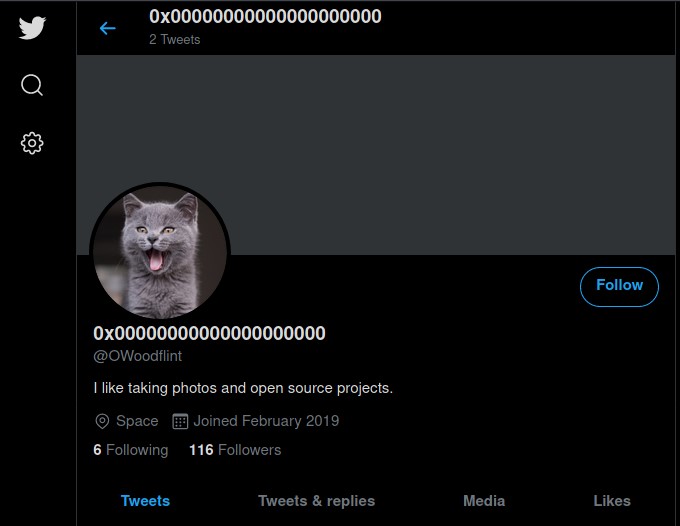 0x00000000000000000000
2 Tweets
Follow
0x00000000000000000000
@OWoodflint
I like taking photos and open source projects.
Space Joined February 2019
6 Following 116 Followers
Tweets Tweets & replies Media Likes